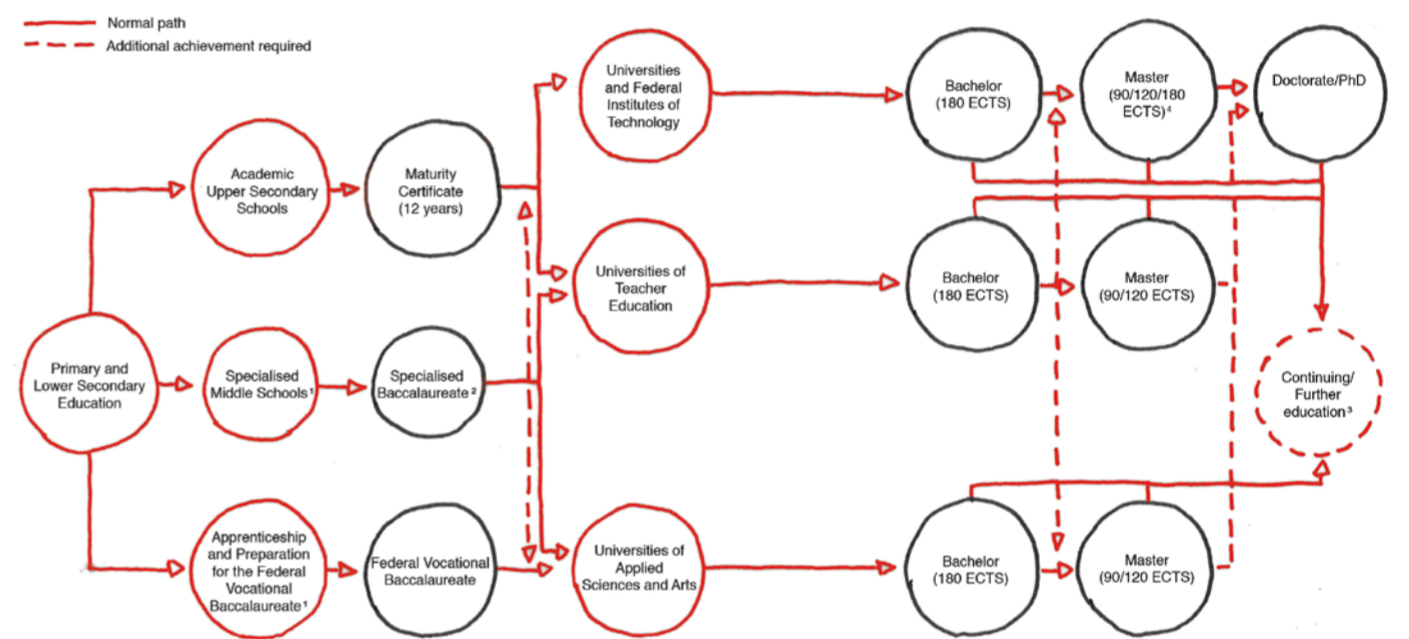 Normal path
Additional achievement required
Universities
and Federal
Institutes of
Technology
Bachelor
(180 ECTS)
Master
(90/120/180
ECTS)⁴
Doctorate/PhD
Academic
Upper Secondary
Schools
Maturity
Certificate
(12 years)
Universities of
Teacher
Education
Bachelor
(180 ECTS)
Master
(90/120 ECTS)
Primary and
Lower Secondary
Education
Specialised
Middle Schools¹
Specialised
Baccalaureate²
Continuing/
Further
education³
Apprenticeship
and Preparation
for the Federal
Vocational
Baccalaureate¹
Federal Vocational
Baccalaureate
Universities of
Applied
Sciences and Arts
Bachelor
(180 ECTS)
Master
(90/120 ECTS)